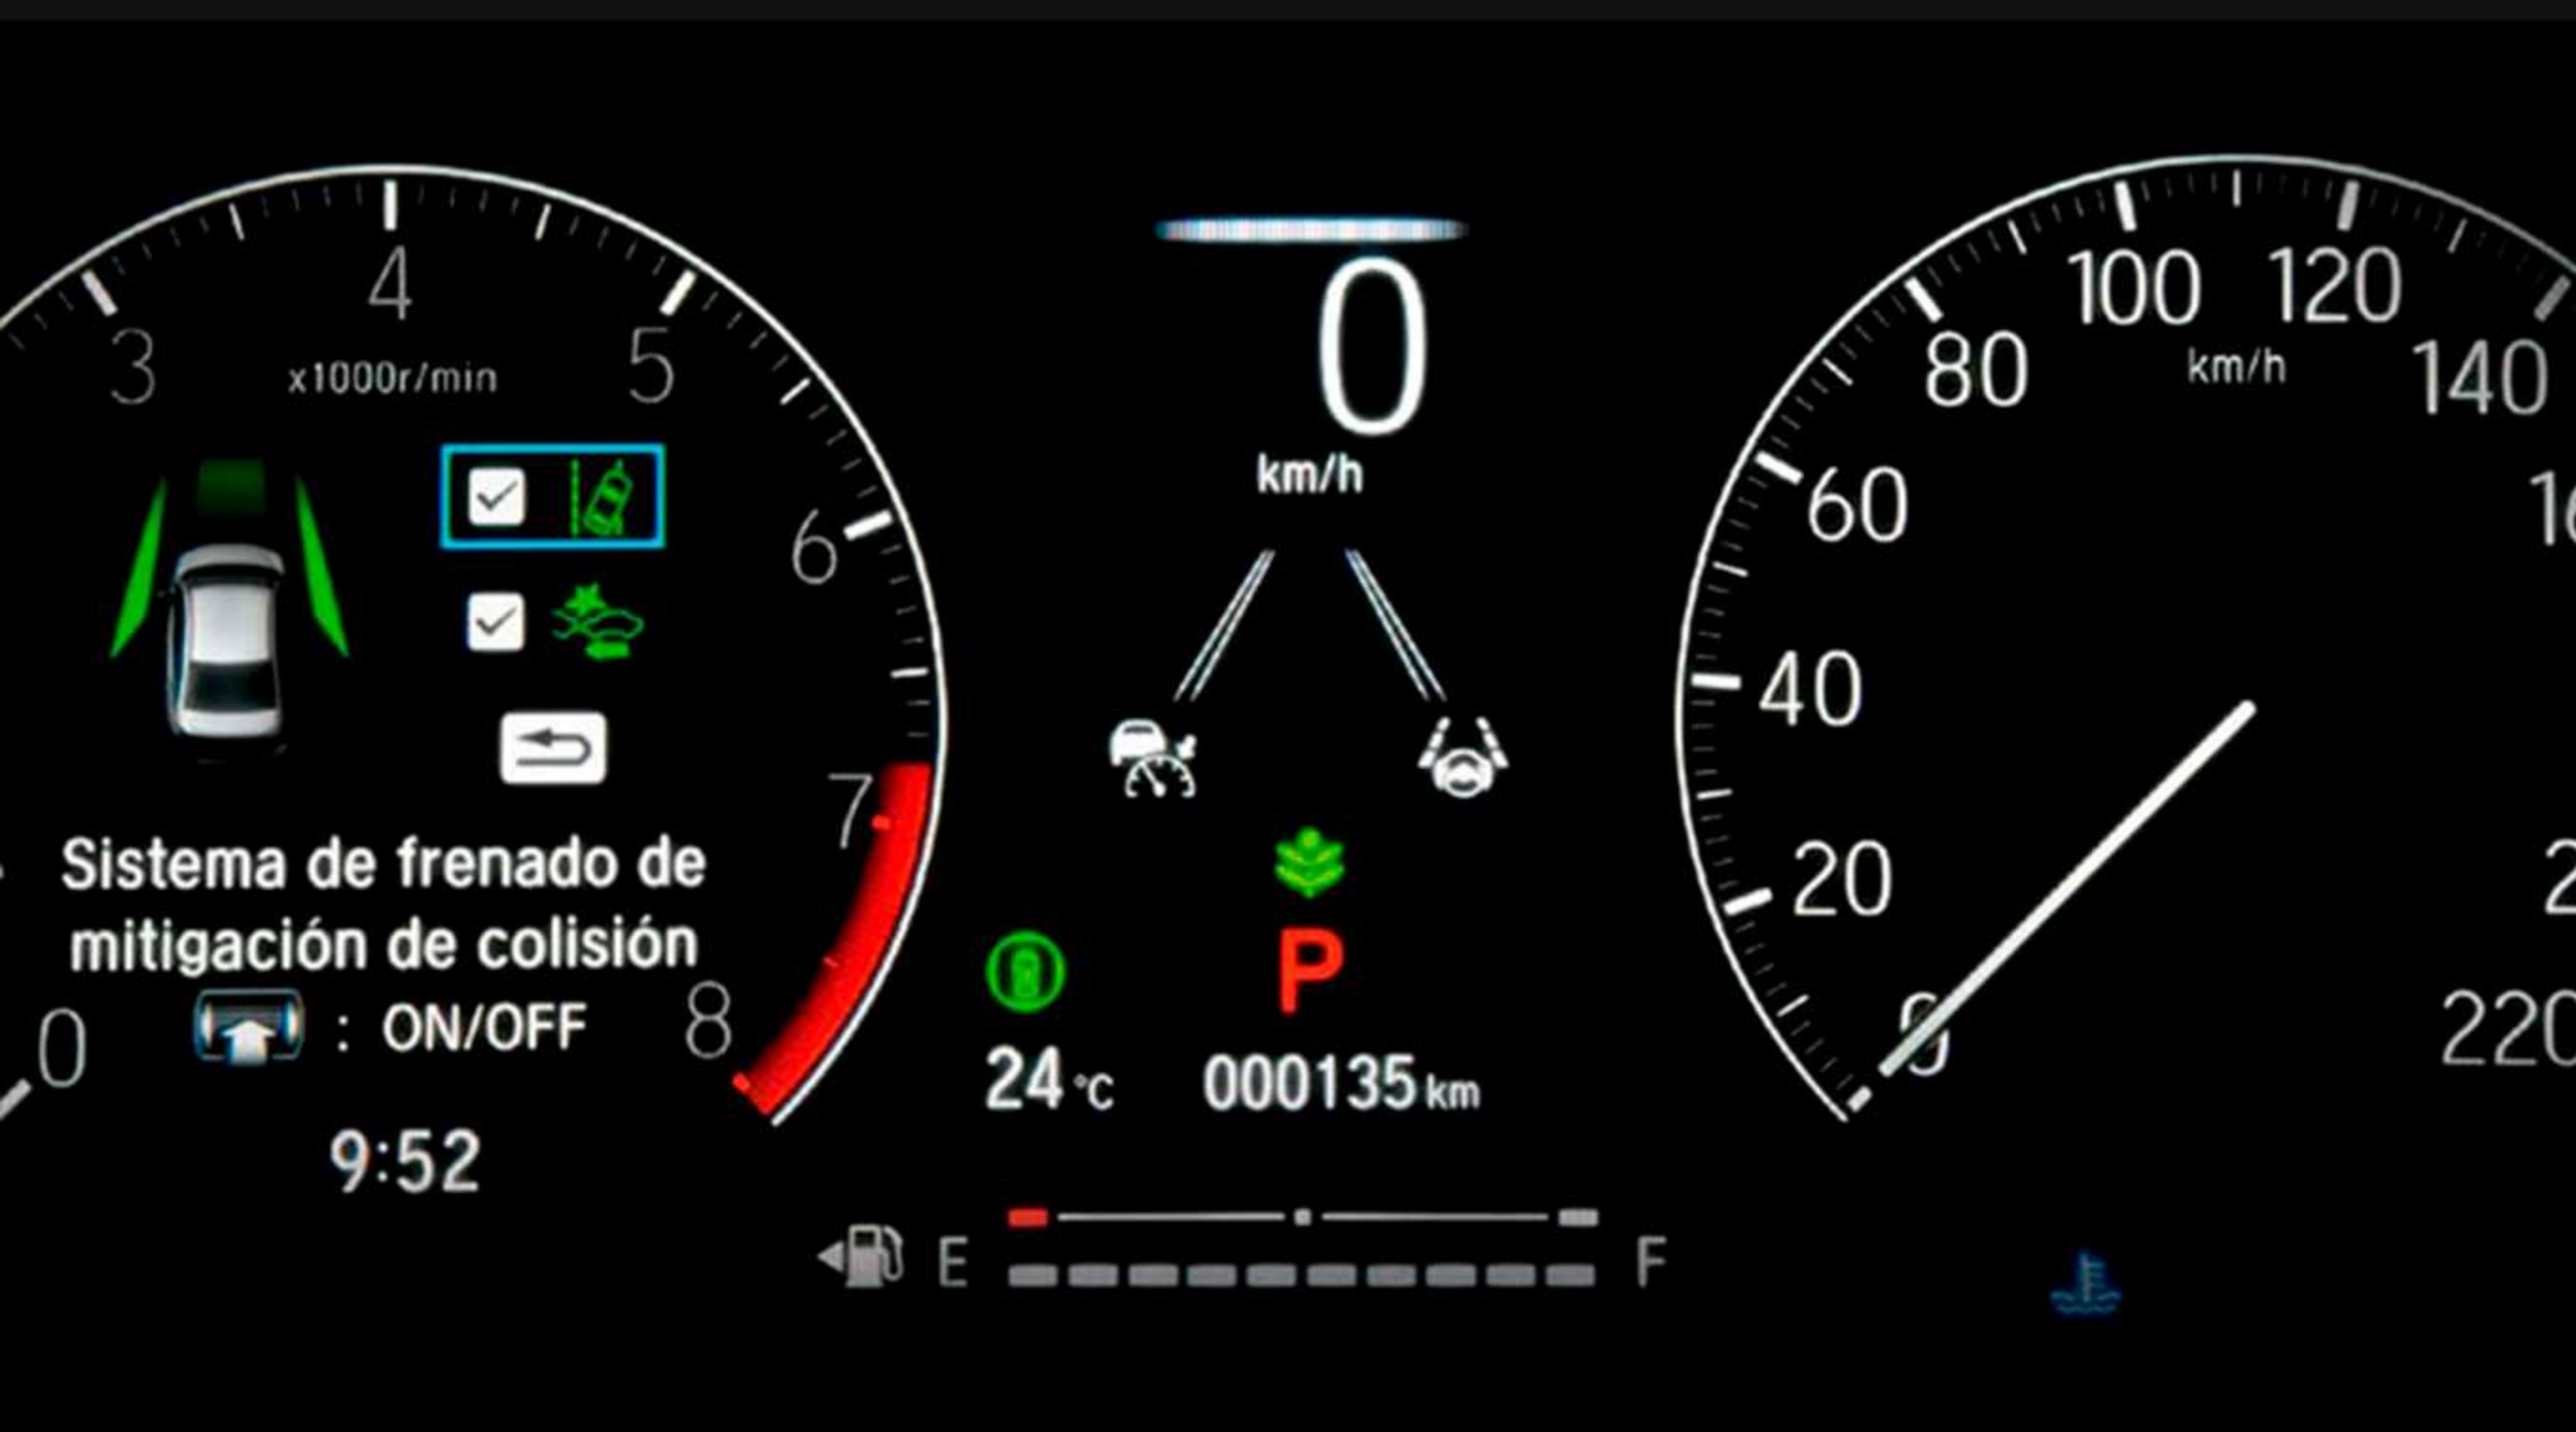 4
3
5
x1000r/min
6
7
Sistema de frenado de
mitigación de colisión
: ON/OFF
0
8
9:52
0
km/h
P
24 °C
000135 km
E
F
100
120
80
km/h
140
60
40
20
0
220